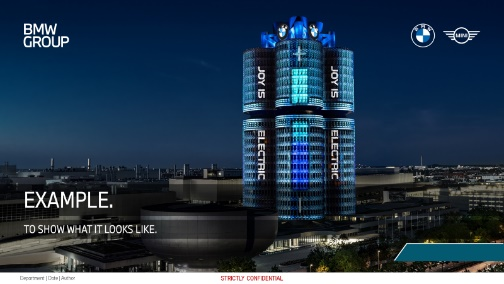 BMW
GROUP
MINI
JOY IS
ELECTRIC
JOY IS
ELECTRIC
EXAMPLE.
TO SHOW WHAT IT LOOKS LIKE.
Department | Date | Author
STRICTLY CONFIDENTIAL